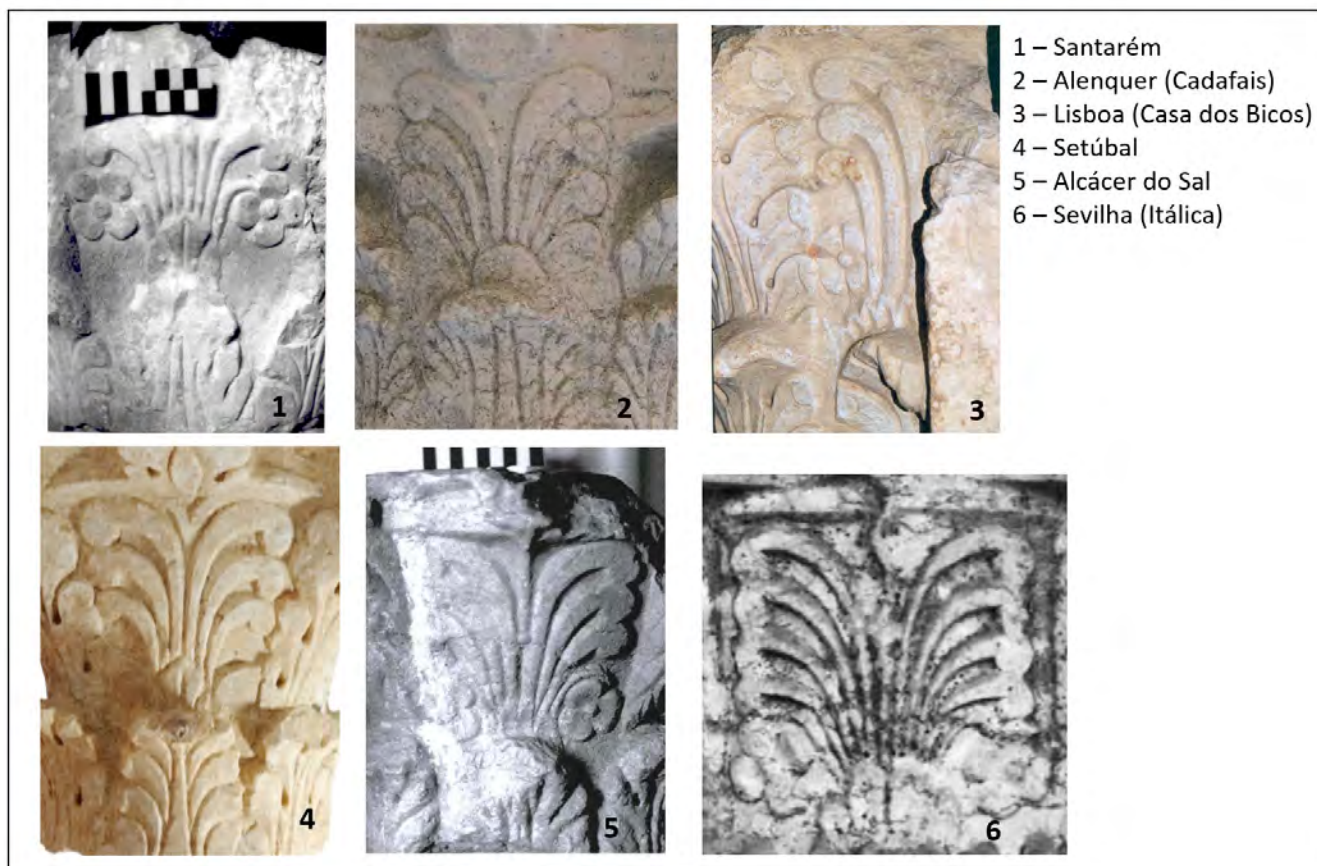 1 – Santarém
2 – Alenquer (Cadafais)
3 – Lisboa (Casa dos Bicos)
4 – Setúbal
5 – Alcácer do Sal
6 – Sevilha (Itálica)
1
2
3
4
5
6